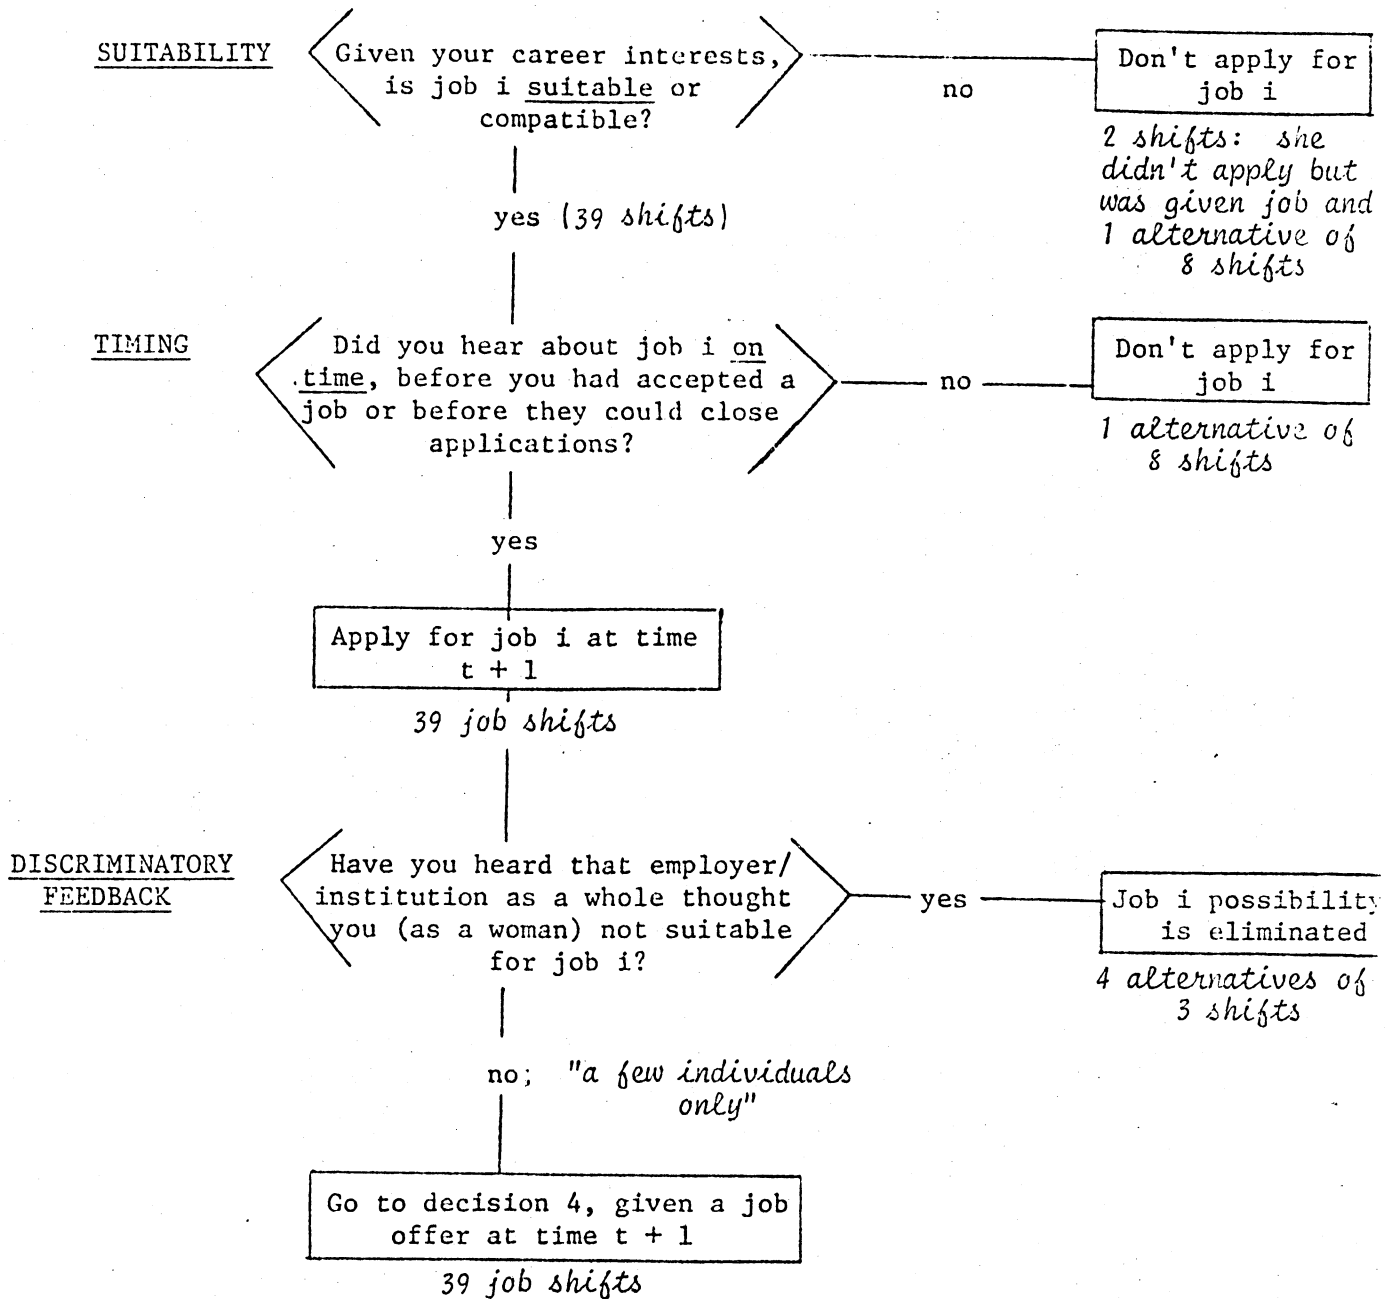 SUITABILITY
Given your career interests,
is job i suitable or
compatible?
no
Don't apply for
job i
2 shifts: she
didn't apply but
was given job and
1 alternative of
8 shifts
yes (39 shifts)
TIMING
Did you hear about job i on
time, before you had accepted a
job or before they could close
applications?
no
Don't apply for
job i
1 alternative of
8 shifts
yes
Apply for job i at time
t + 1
39 job shifts
DISCRIMINATORY
FEEDBACK
Have you heard that employer/
institution as a whole thought
you (as a woman) not suitable
for job i?
yes
Job i possibility
is eliminated
4 alternatives of
3 shifts
no; "a few individuals
only"
Go to decision 4, given a job
offer at time t + 1
39 job shifts